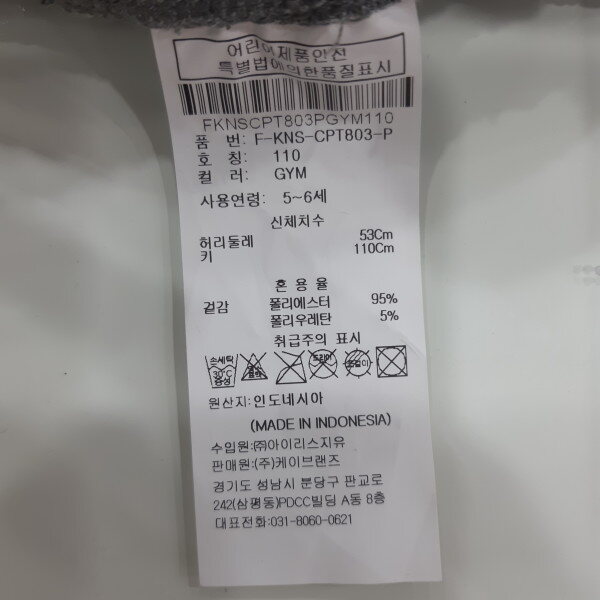 어린이제품안전
특별법에의한품질표시
FKNSCPT803PGYM110
품 번: F-KNS-CPT803-P
호 칭: 110
컬 러: GYM
사용연령: 5~6세
신체치수
허리둘레 53Cm
키 110Cm
혼 용 율
겉감 폴리에스터 95%
폴리우레탄 5%
취급주의 표시
손세탁
30°C
중성
원산지: 인도네시아
(MADE IN INDONESIA)
수입원:㈜아이리스지유
판매원:(주)케이브랜즈
경기도 성남시 분당구 판교로
242(삼평동)PDCC빌딩 A동 8층
대표전화:031-8060-0621